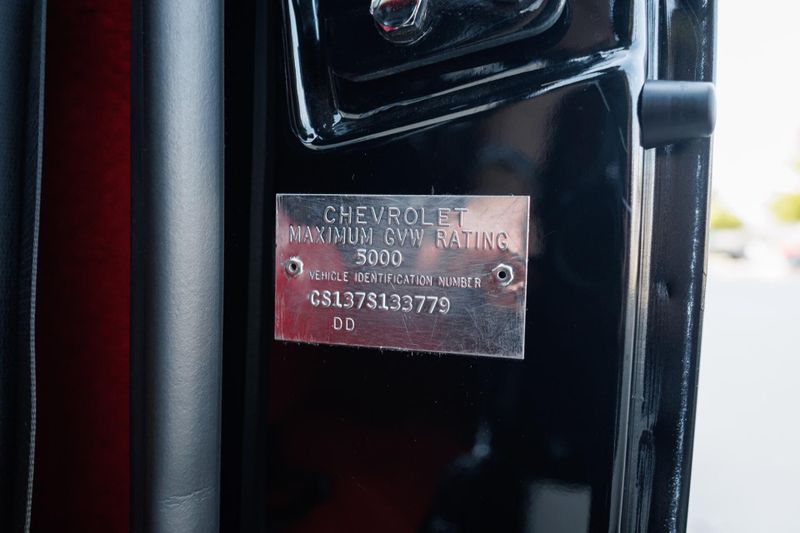 CHEVROLET
MAXIMUM GVW RATING
5000
VEHICLE IDENTIFICATION NUMBER
CS137S133779
DD